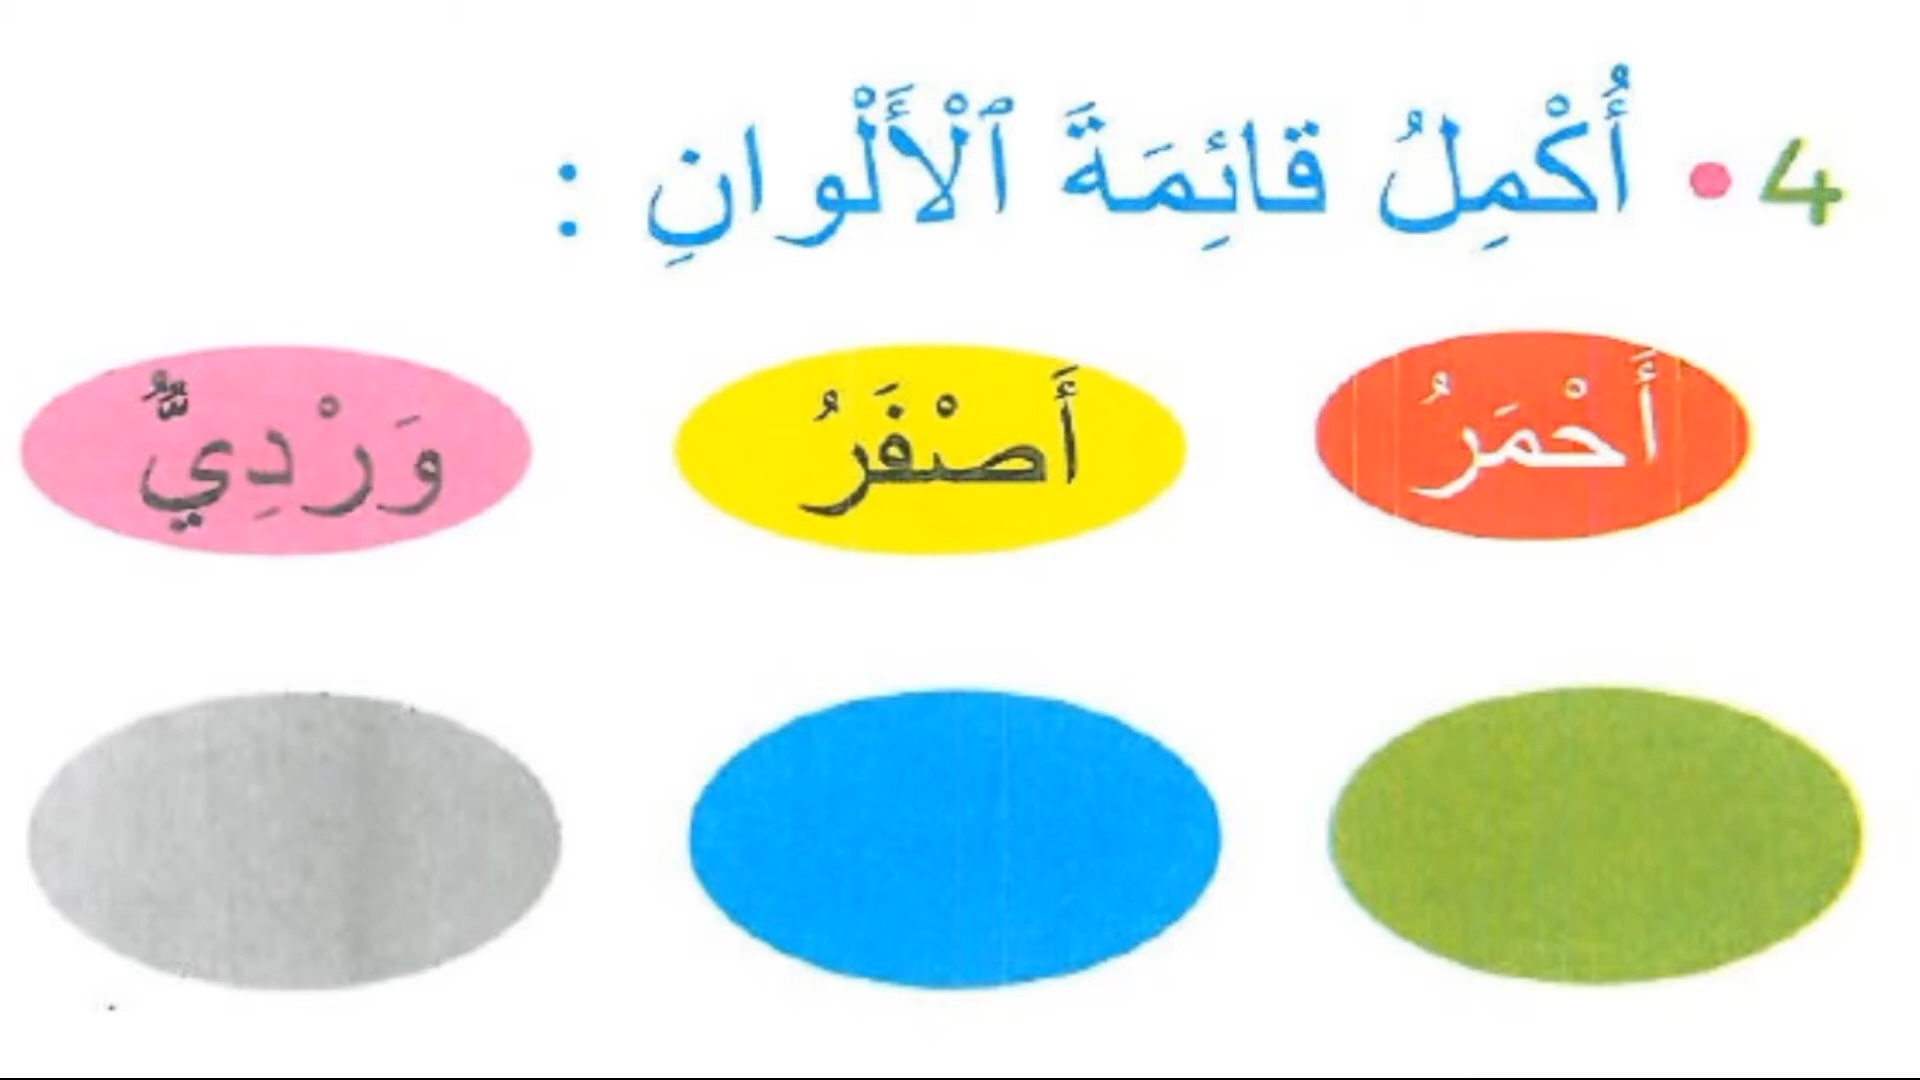 4 • أُكْمِلُ قائِمَةَ ٱلْأَلْوانِ :
أَحْمَرُ أَصْفَرُ وَرْدِيٌّ